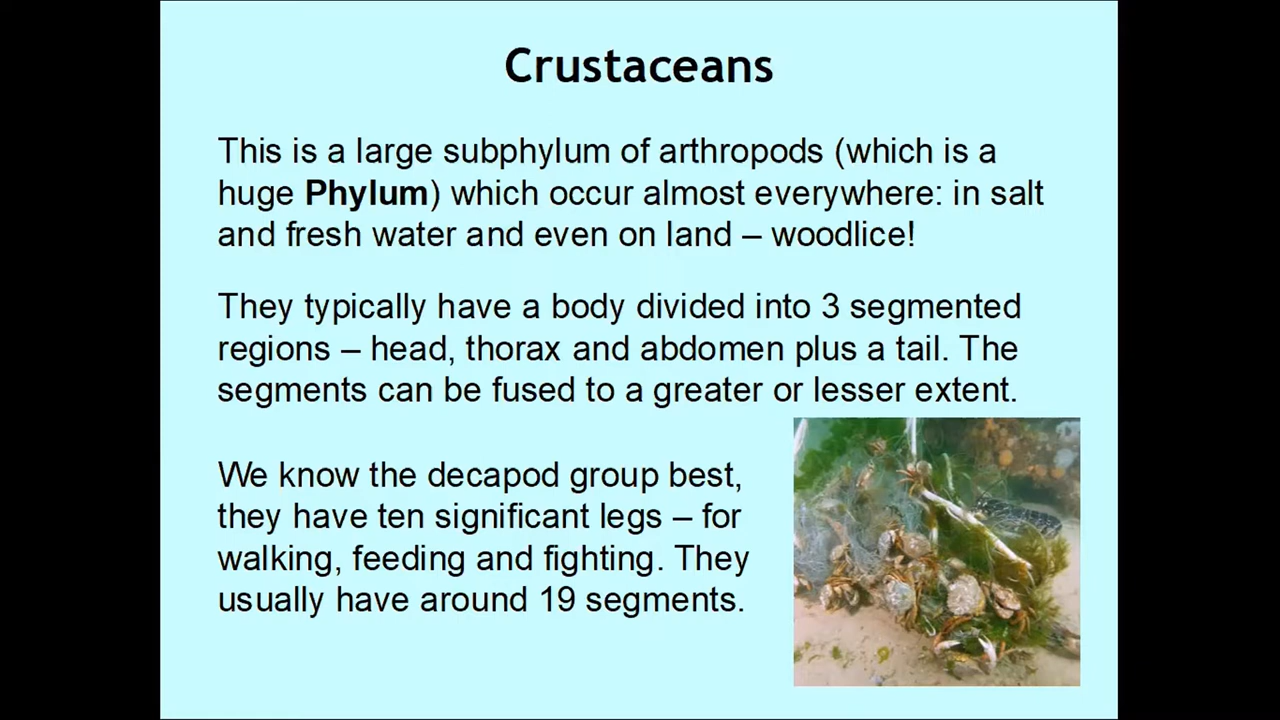 Crustaceans
This is a large subphylum of arthropods (which is a
huge Phylum) which occur almost everywhere: in salt
and fresh water and even on land – woodlice!
They typically have a body divided into 3 segmented
regions – head, thorax and abdomen plus a tail. The
segments can be fused to a greater or lesser extent.
We know the decapod group best,
they have ten significant legs – for
walking, feeding and fighting. They
usually have around 19 segments.